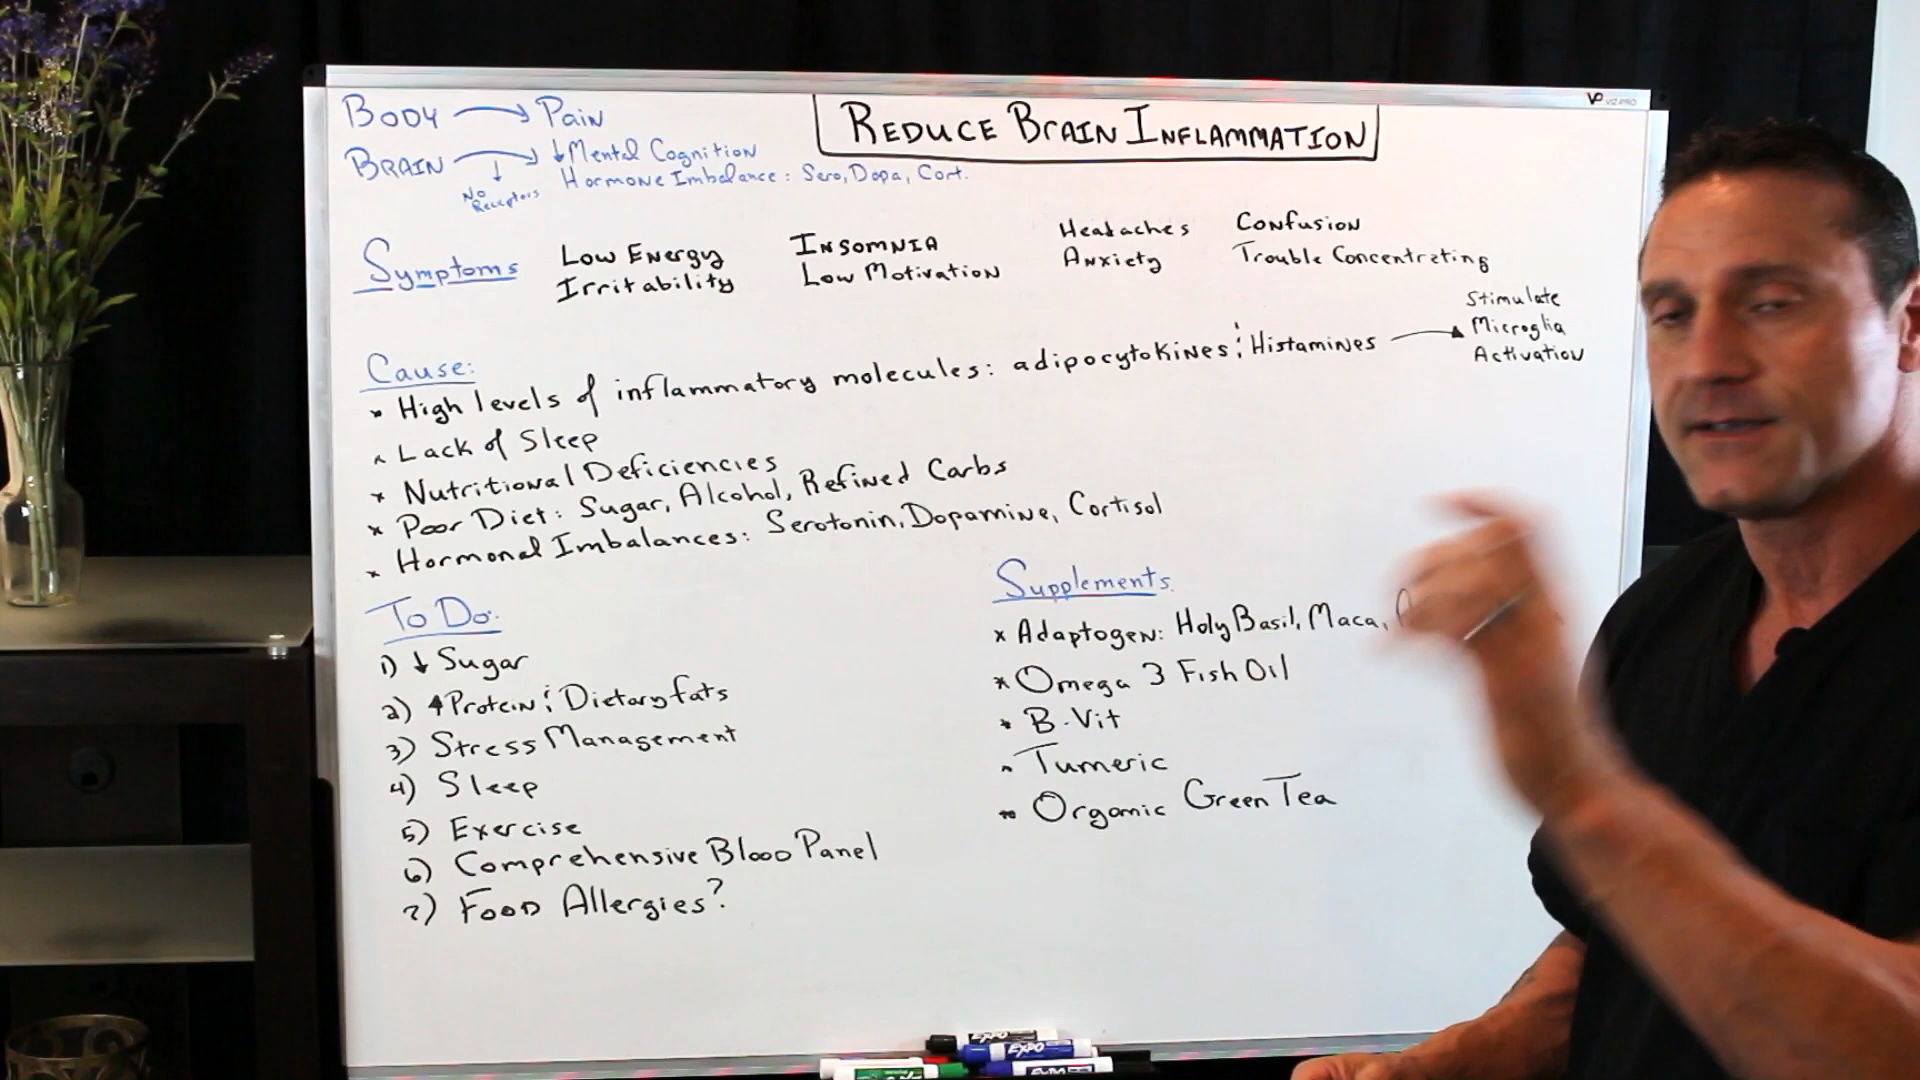 BODY → Pain
REDUCE BRAIN INFLAMMATION
VIZ-PRO
BRAIN → ↓ Mental Cognition
No Receptors
Hormone Imbalance: Sero, Dopa, Cort.
Symptoms
Low Energy
Irritability
INSOMNIA
Low Motivation
Headaches
Anxiety
Confusion
Trouble Concentrating
Cause:
* High levels of inflammatory molecules: adipocytokines & Histamines → Stimulate
Microglia
Activation
* Lack of Sleep
* Nutritional Deficiencies
* Poor Diet: Sugar, Alcohol, Refined Carbs
* Hormonal Imbalances: Serotonin, Dopamine, Cortisol
To Do:
1) ↓ Sugar
2) ↑ Protein & Dietary fats
3) Stress Management
4) Sleep
5) Exercise
6) Comprehensive Blood Panel
7) Food Allergies?
Supplements:
* Adaptogen: Holy Basil, Maca,
* Omega 3 Fish Oil
* B-Vit
* Tumeric
* Organic Green Tea
EXPO
EXPO